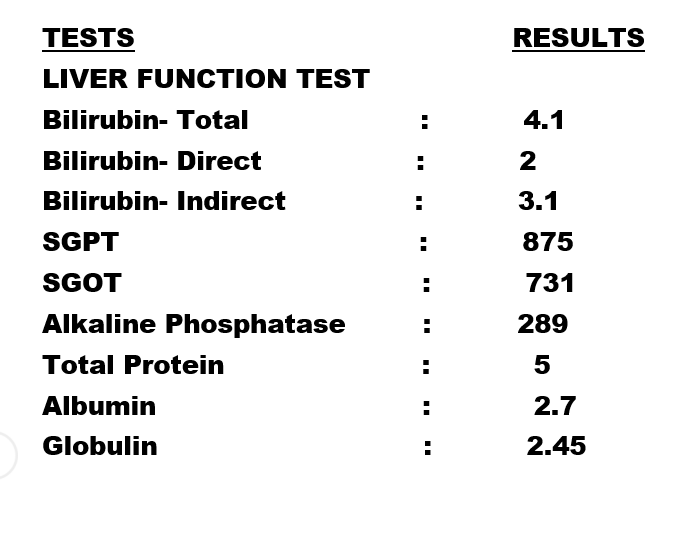 TESTS RESULTS
LIVER FUNCTION TEST
Bilirubin- Total : 4.1
Bilirubin- Direct : 2
Bilirubin- Indirect : 3.1
SGPT : 875
SGOT : 731
Alkaline Phosphatase : 289
Total Protein : 5
Albumin : 2.7
Globulin : 2.45